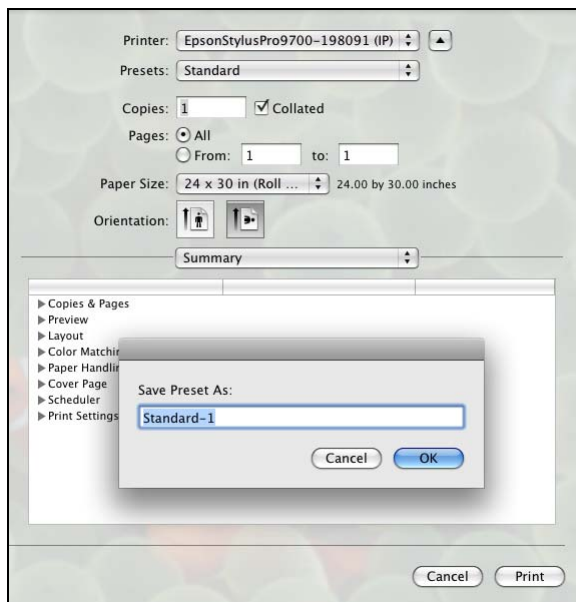 Printer: EpsonStylusPro9700-198091 (IP)
Presets: Standard
Copies: 1 Collated
Pages: All
From: 1 to: 1
Paper Size: 24 x 30 in (Roll ... 24.00 by 30.00 inches
Orientation:
Summary
Copies & Pages
Preview
Layout
Color Matchin
Paper Handlin
Cover Page
Scheduler
Print Settings
Save Preset As:
Standard-1
Cancel OK
Cancel Print